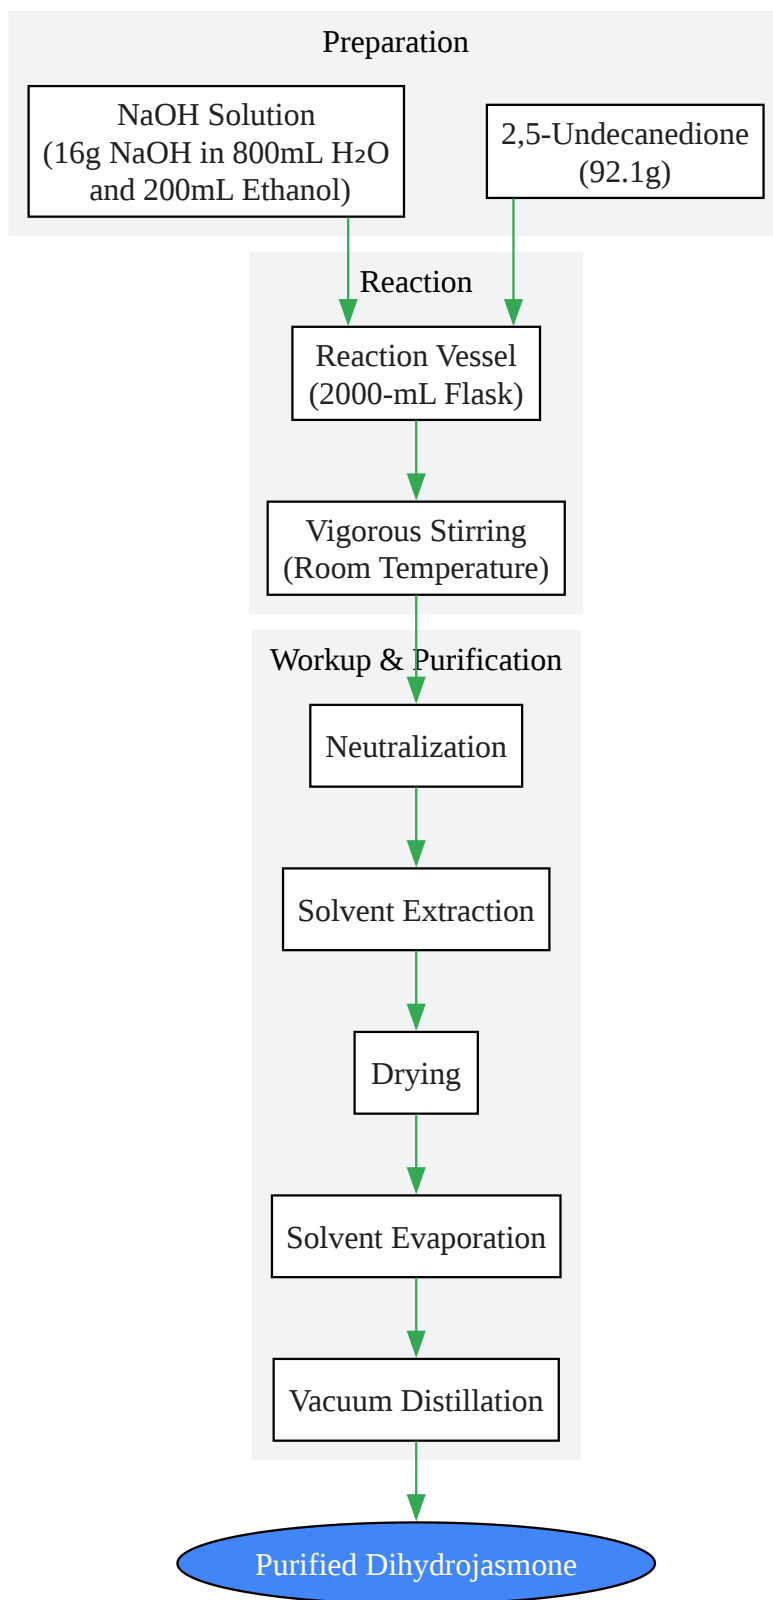 Preparation
NaOH Solution
(16g NaOH in 800mL H₂O
and 200mL Ethanol)
2,5-Undecanedione
(92.1g)
Reaction
Reaction Vessel
(2000-mL Flask)
Vigorous Stirring
(Room Temperature)
Workup & Purification
Neutralization
Solvent Extraction
Drying
Solvent Evaporation
Vacuum Distillation
Purified Dihydrojasmone